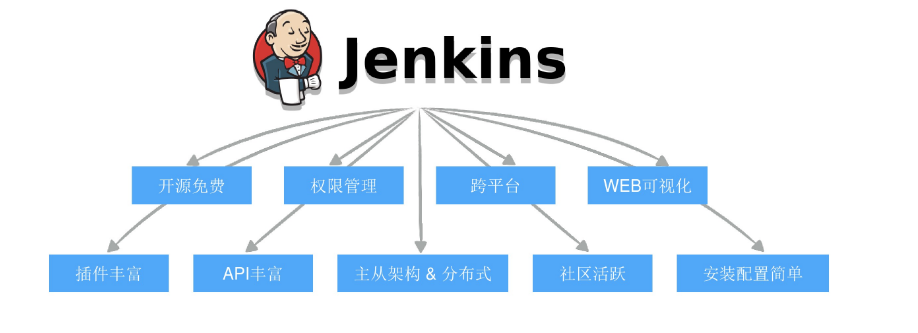 Jenkins
开源免费
权限管理
跨平台
WEB可视化
插件丰富
API丰富
主从架构 & 分布式
社区活跃
安装配置简单